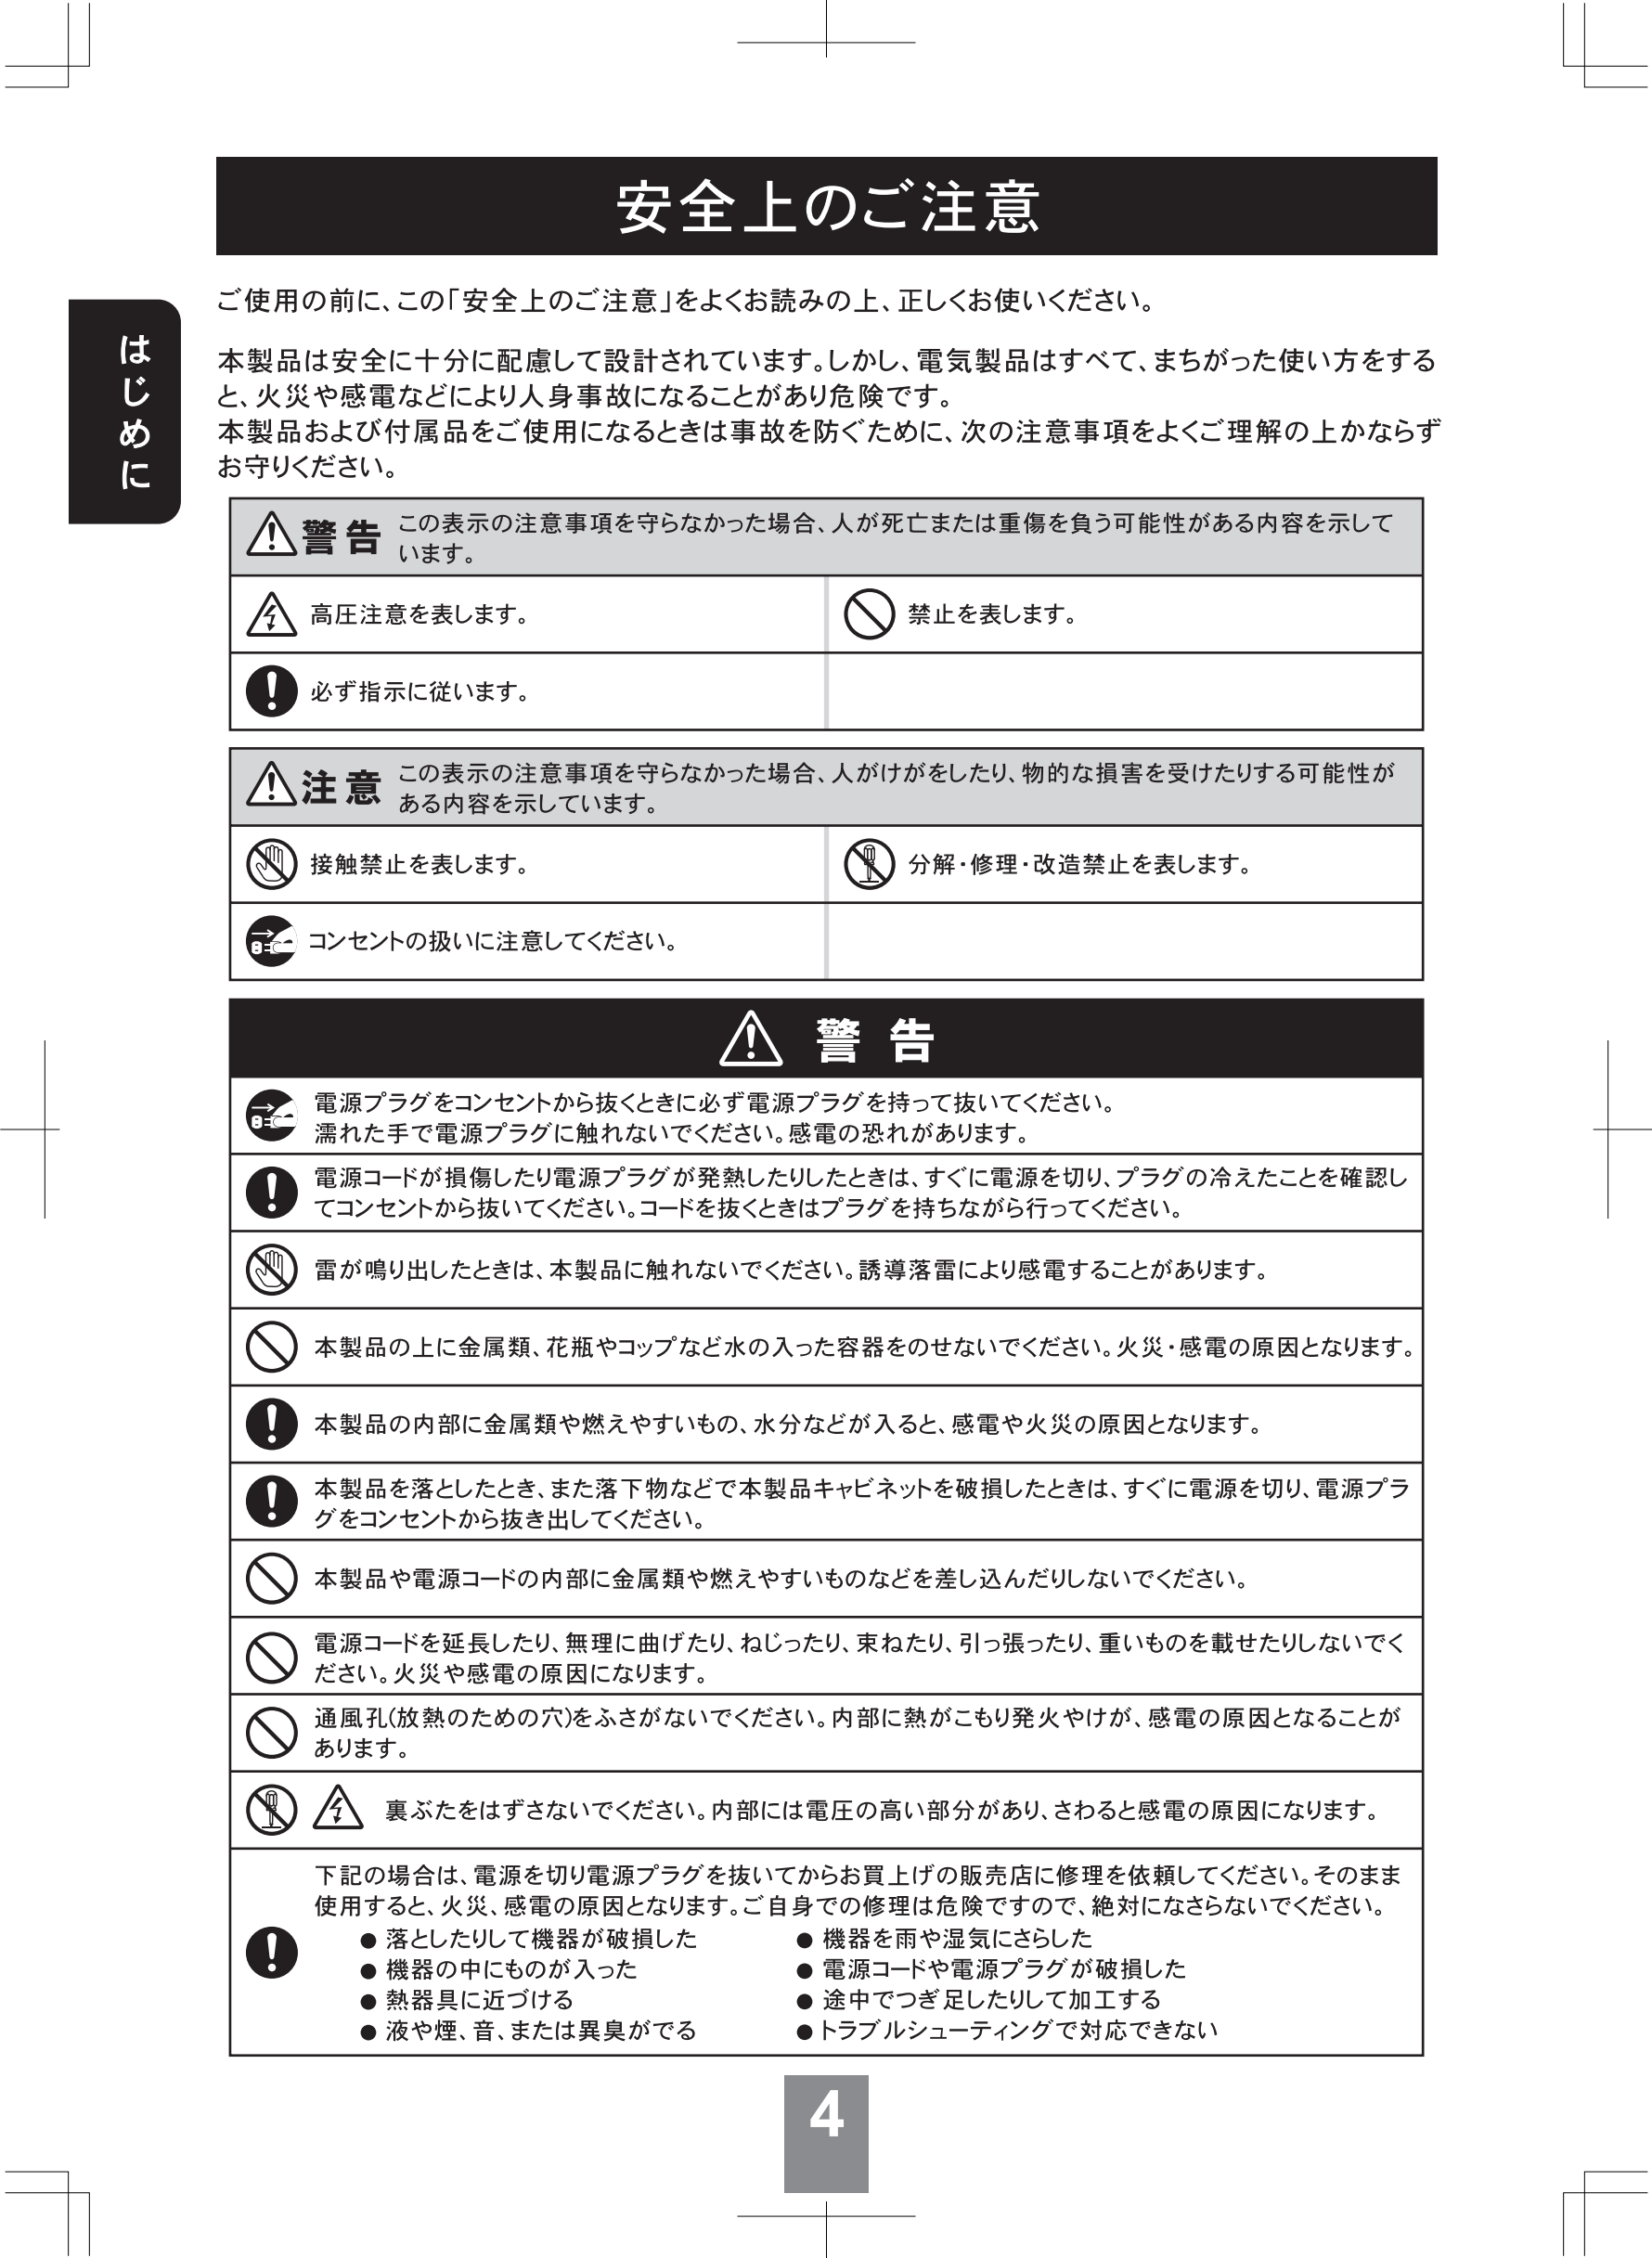 安全上のご注意
はじめに
ご使用の前に、この「安全上のご注意」をよくお読みの上、正しくお使いください。
本製品は安全に十分に配慮して設計されています。しかし、電気製品はすべて、まちがった使い方をする
と、火災や感電などにより人身事故になることがあり危険です。
本製品および付属品をご使用になるときは事故を防ぐために、次の注意事項をよくご理解の上かならず
お守りください。
警告
この表示の注意事項を守らなかった場合、人が死亡または重傷を負う可能性がある内容を示して
います。
高圧注意を表します。
禁止を表します。
必ず指示に従います。
注意
この表示の注意事項を守らなかった場合、人がけがをしたり、物的な損害を受けたりする可能性が
ある内容を示しています。
接触禁止を表します。
分解・修理・改造禁止を表します。
コンセントの扱いに注意してください。
警告
電源プラグをコンセントから抜くときに必ず電源プラグを持って抜いてください。
濡れた手で電源プラグに触れないでください。感電の恐れがあります。
電源コードが損傷したり電源プラグが発熱したりしたときは、すぐに電源を切り、プラグの冷えたことを確認し
てコンセントから抜いてください。コードを抜くときはプラグを持ちながら行ってください。
雷が鳴り出したときは、本製品に触れないでください。誘導落雷により感電することがあります。
本製品の上に金属類、花瓶やコップなど水の入った容器をのせないでください。火災・感電の原因となります。
本製品の内部に金属類や燃えやすいもの、水分などが入ると、感電や火災の原因となります。
本製品を落としたとき、また落下物などで本製品キャビネットを破損したときは、すぐに電源を切り、電源プラ
グをコンセントから抜き出してください。
本製品や電源コードの内部に金属類や燃えやすいものなどを差し込んだりしないでください。
電源コードを延長したり、無理に曲げたり、ねじったり、束ねたり、引っ張ったり、重いものを載せたりしないでく
ださい。火災や感電の原因になります。
通風孔(放熱のための穴)をふさがないでください。内部に熱がこもり発火やけが、感電の原因となることが
あります。
裏ぶたをはずさないでください。内部には電圧の高い部分があり、さわると感電の原因になります。
下記の場合は、電源を切り電源プラグを抜いてからお買上げの販売店に修理を依頼してください。そのまま
使用すると、火災、感電の原因となります。ご自身での修理は危険ですので、絶対になさらないでください。
● 落としたりして機器が破損した
● 機器の中にものが入った
● 熱器具に近づける
● 液や煙、音、または異臭がでる
● 機器を雨や湿気にさらした
● 電源コードや電源プラグが破損した
● 途中でつぎ足したりして加工する
● トラブルシューティングで対応できない
4